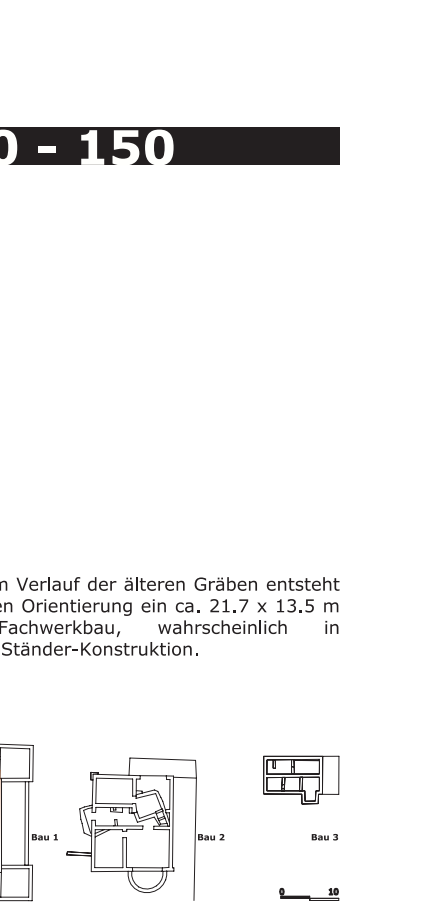 0 - 150
m Verlauf der älteren Gräben entsteht
en Orientierung ein ca. 21.7 x 13.5 m
Fachwerkbau, wahrscheinlich in
Ständer-Konstruktion.
Bau 1
Bau 2
Bau 3
0 10